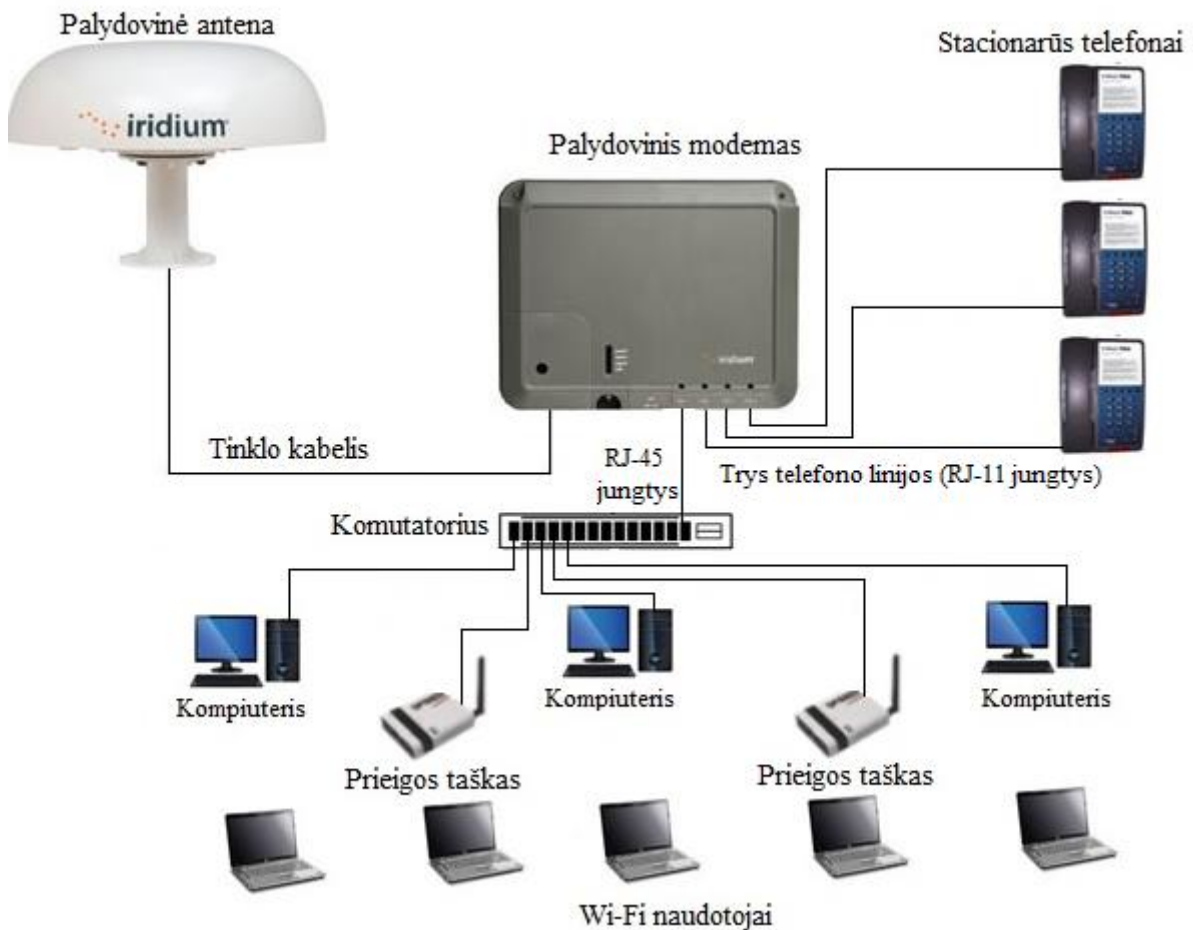 Palydovinė antena
Stacionarūs telefonai
iridium
Palydovinis modemas
iridium
Tinklo kabelis
RJ-45
jungtys
Trys telefono linijos (RJ-11 jungtys)
Komutatorius
Kompiuteris
Kompiuteris
Kompiuteris
Prieigos taškas
Prieigos taškas
Wi-Fi naudotojai